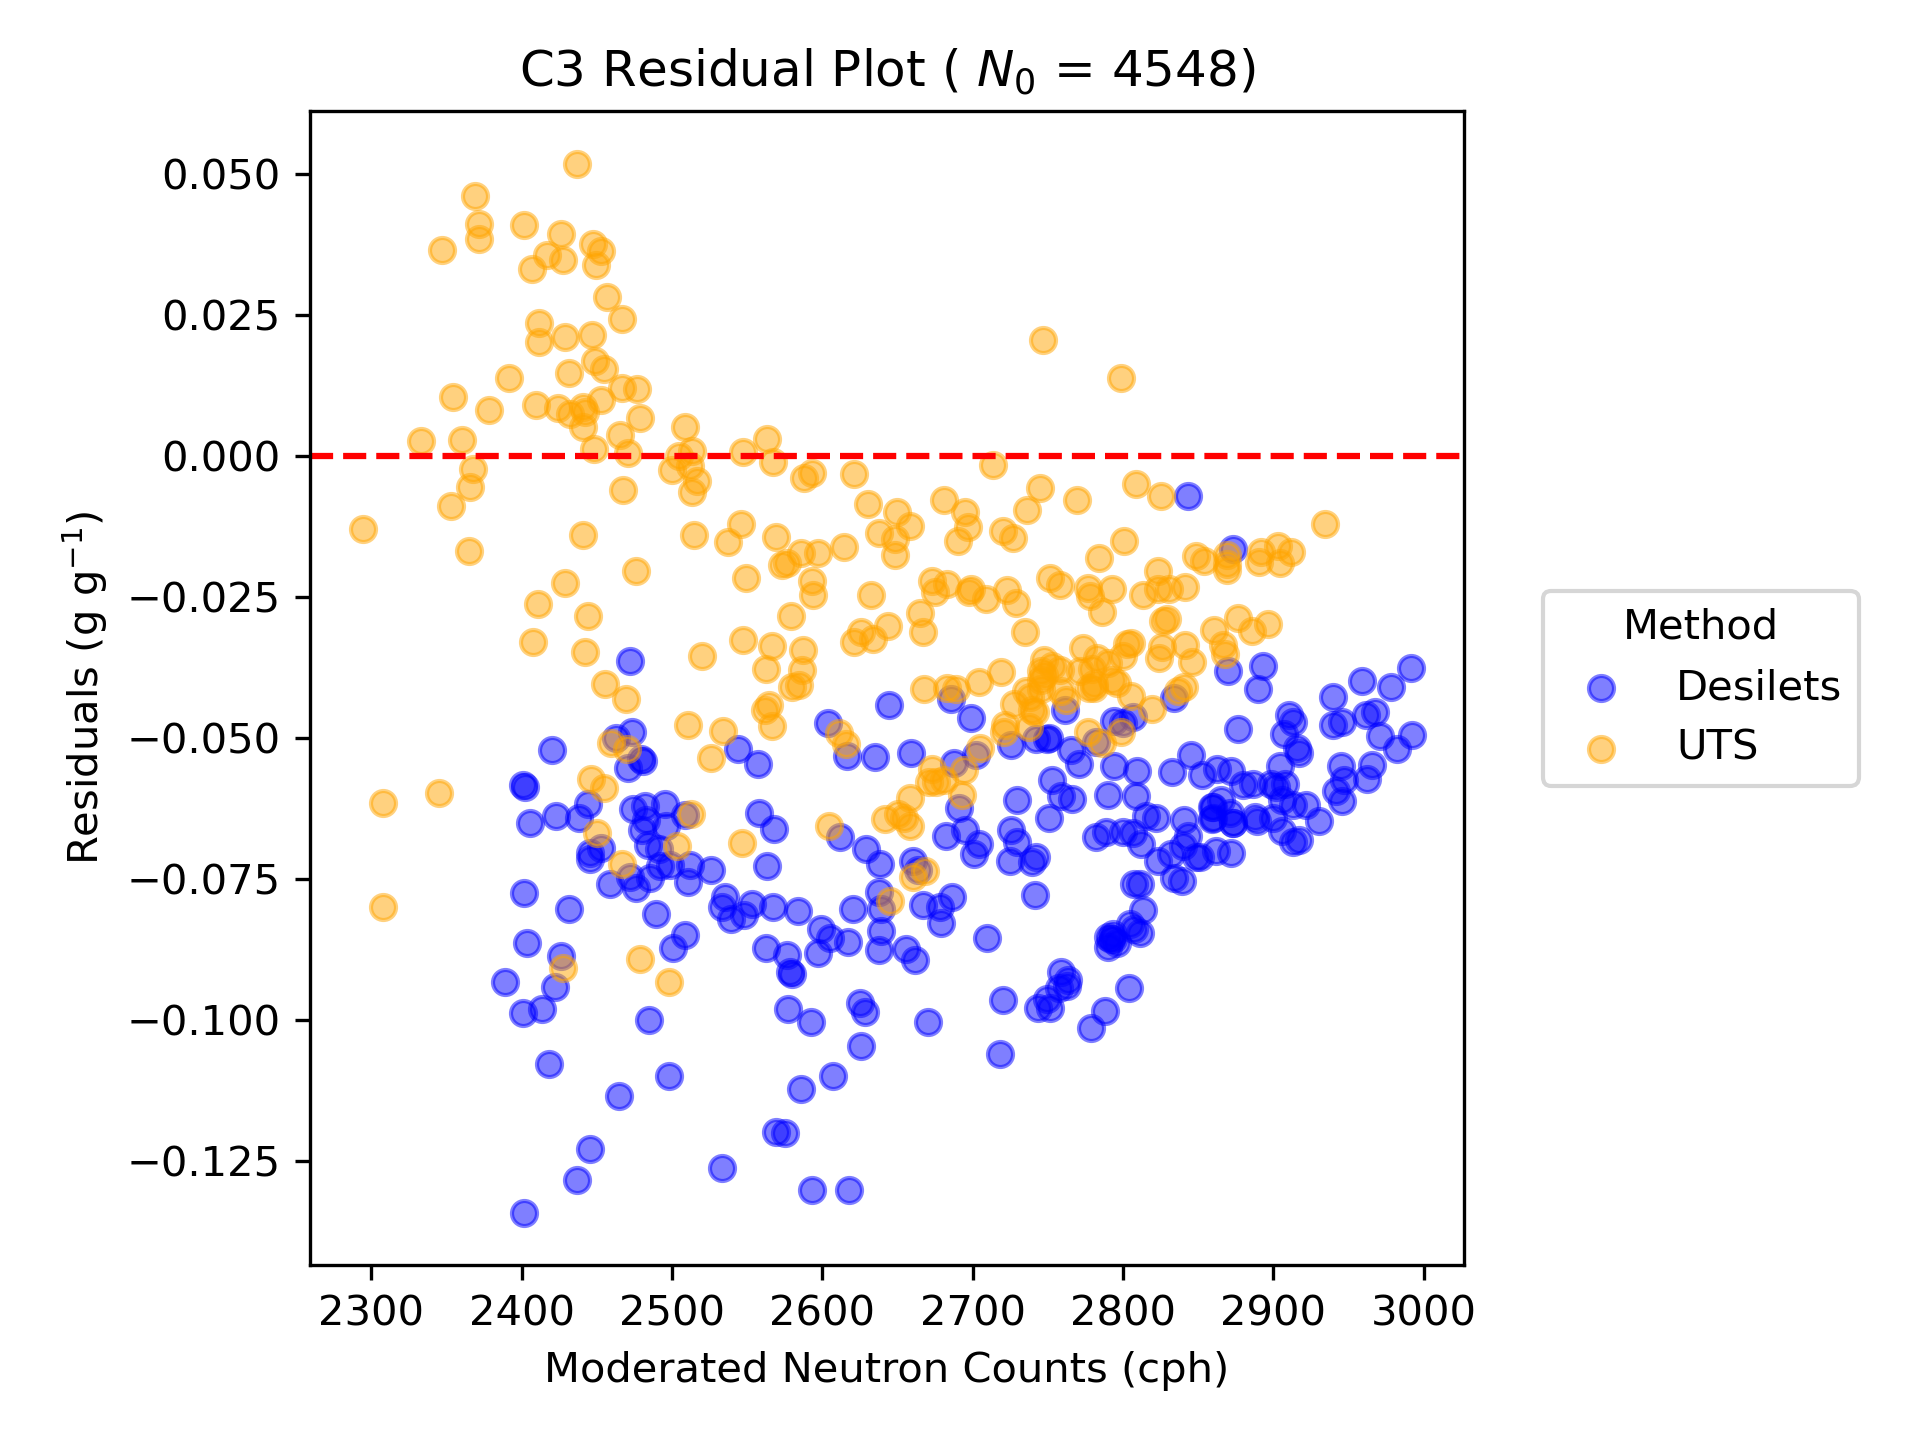 C3 Residual Plot ( N₀ = 4548)
0.050
0.025
0.000
−0.025
−0.050
−0.075
−0.100
−0.125
Residuals (g g⁻¹)
2300 2400 2500 2600 2700 2800 2900 3000
Moderated Neutron Counts (cph)
Method
Desilets
UTS